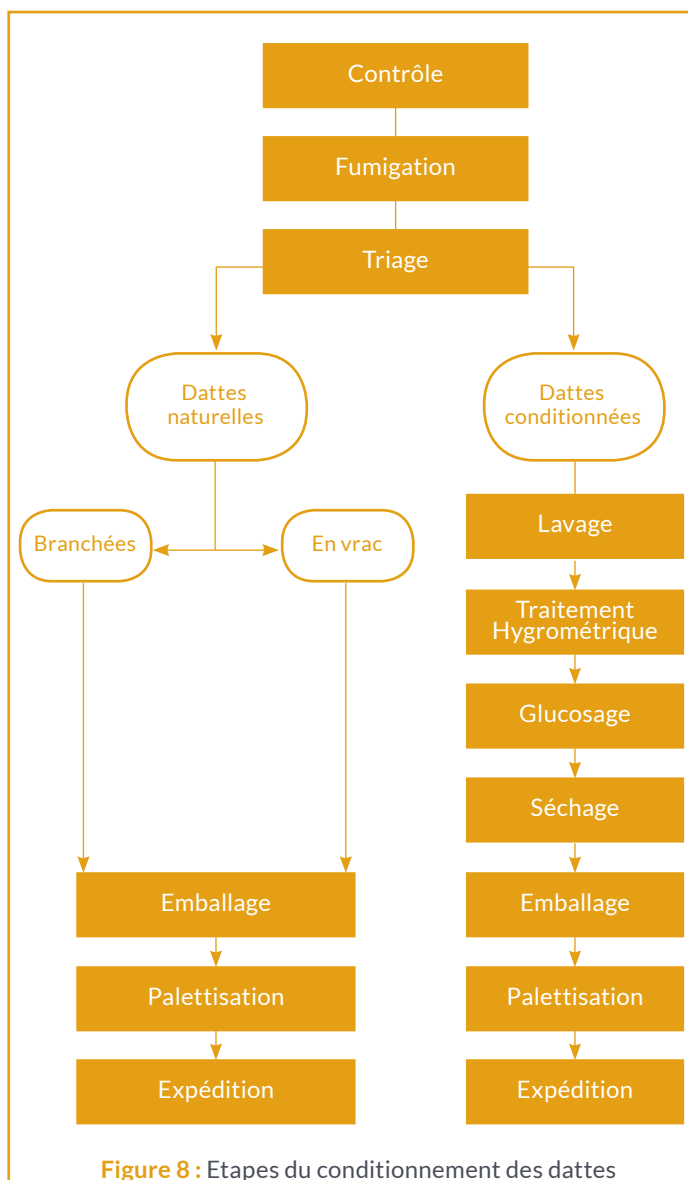 Contrôle
Fumigation
Triage
Dattes
naturelles
Dattes
conditionnées
Branchées
En vrac
Lavage
Traitement
Hygrométrique
Glucosage
Séchage
Emballage
Emballage
Palettisation
Palettisation
Expédition
Expédition
Figure 8 : Etapes du conditionnement des dattes